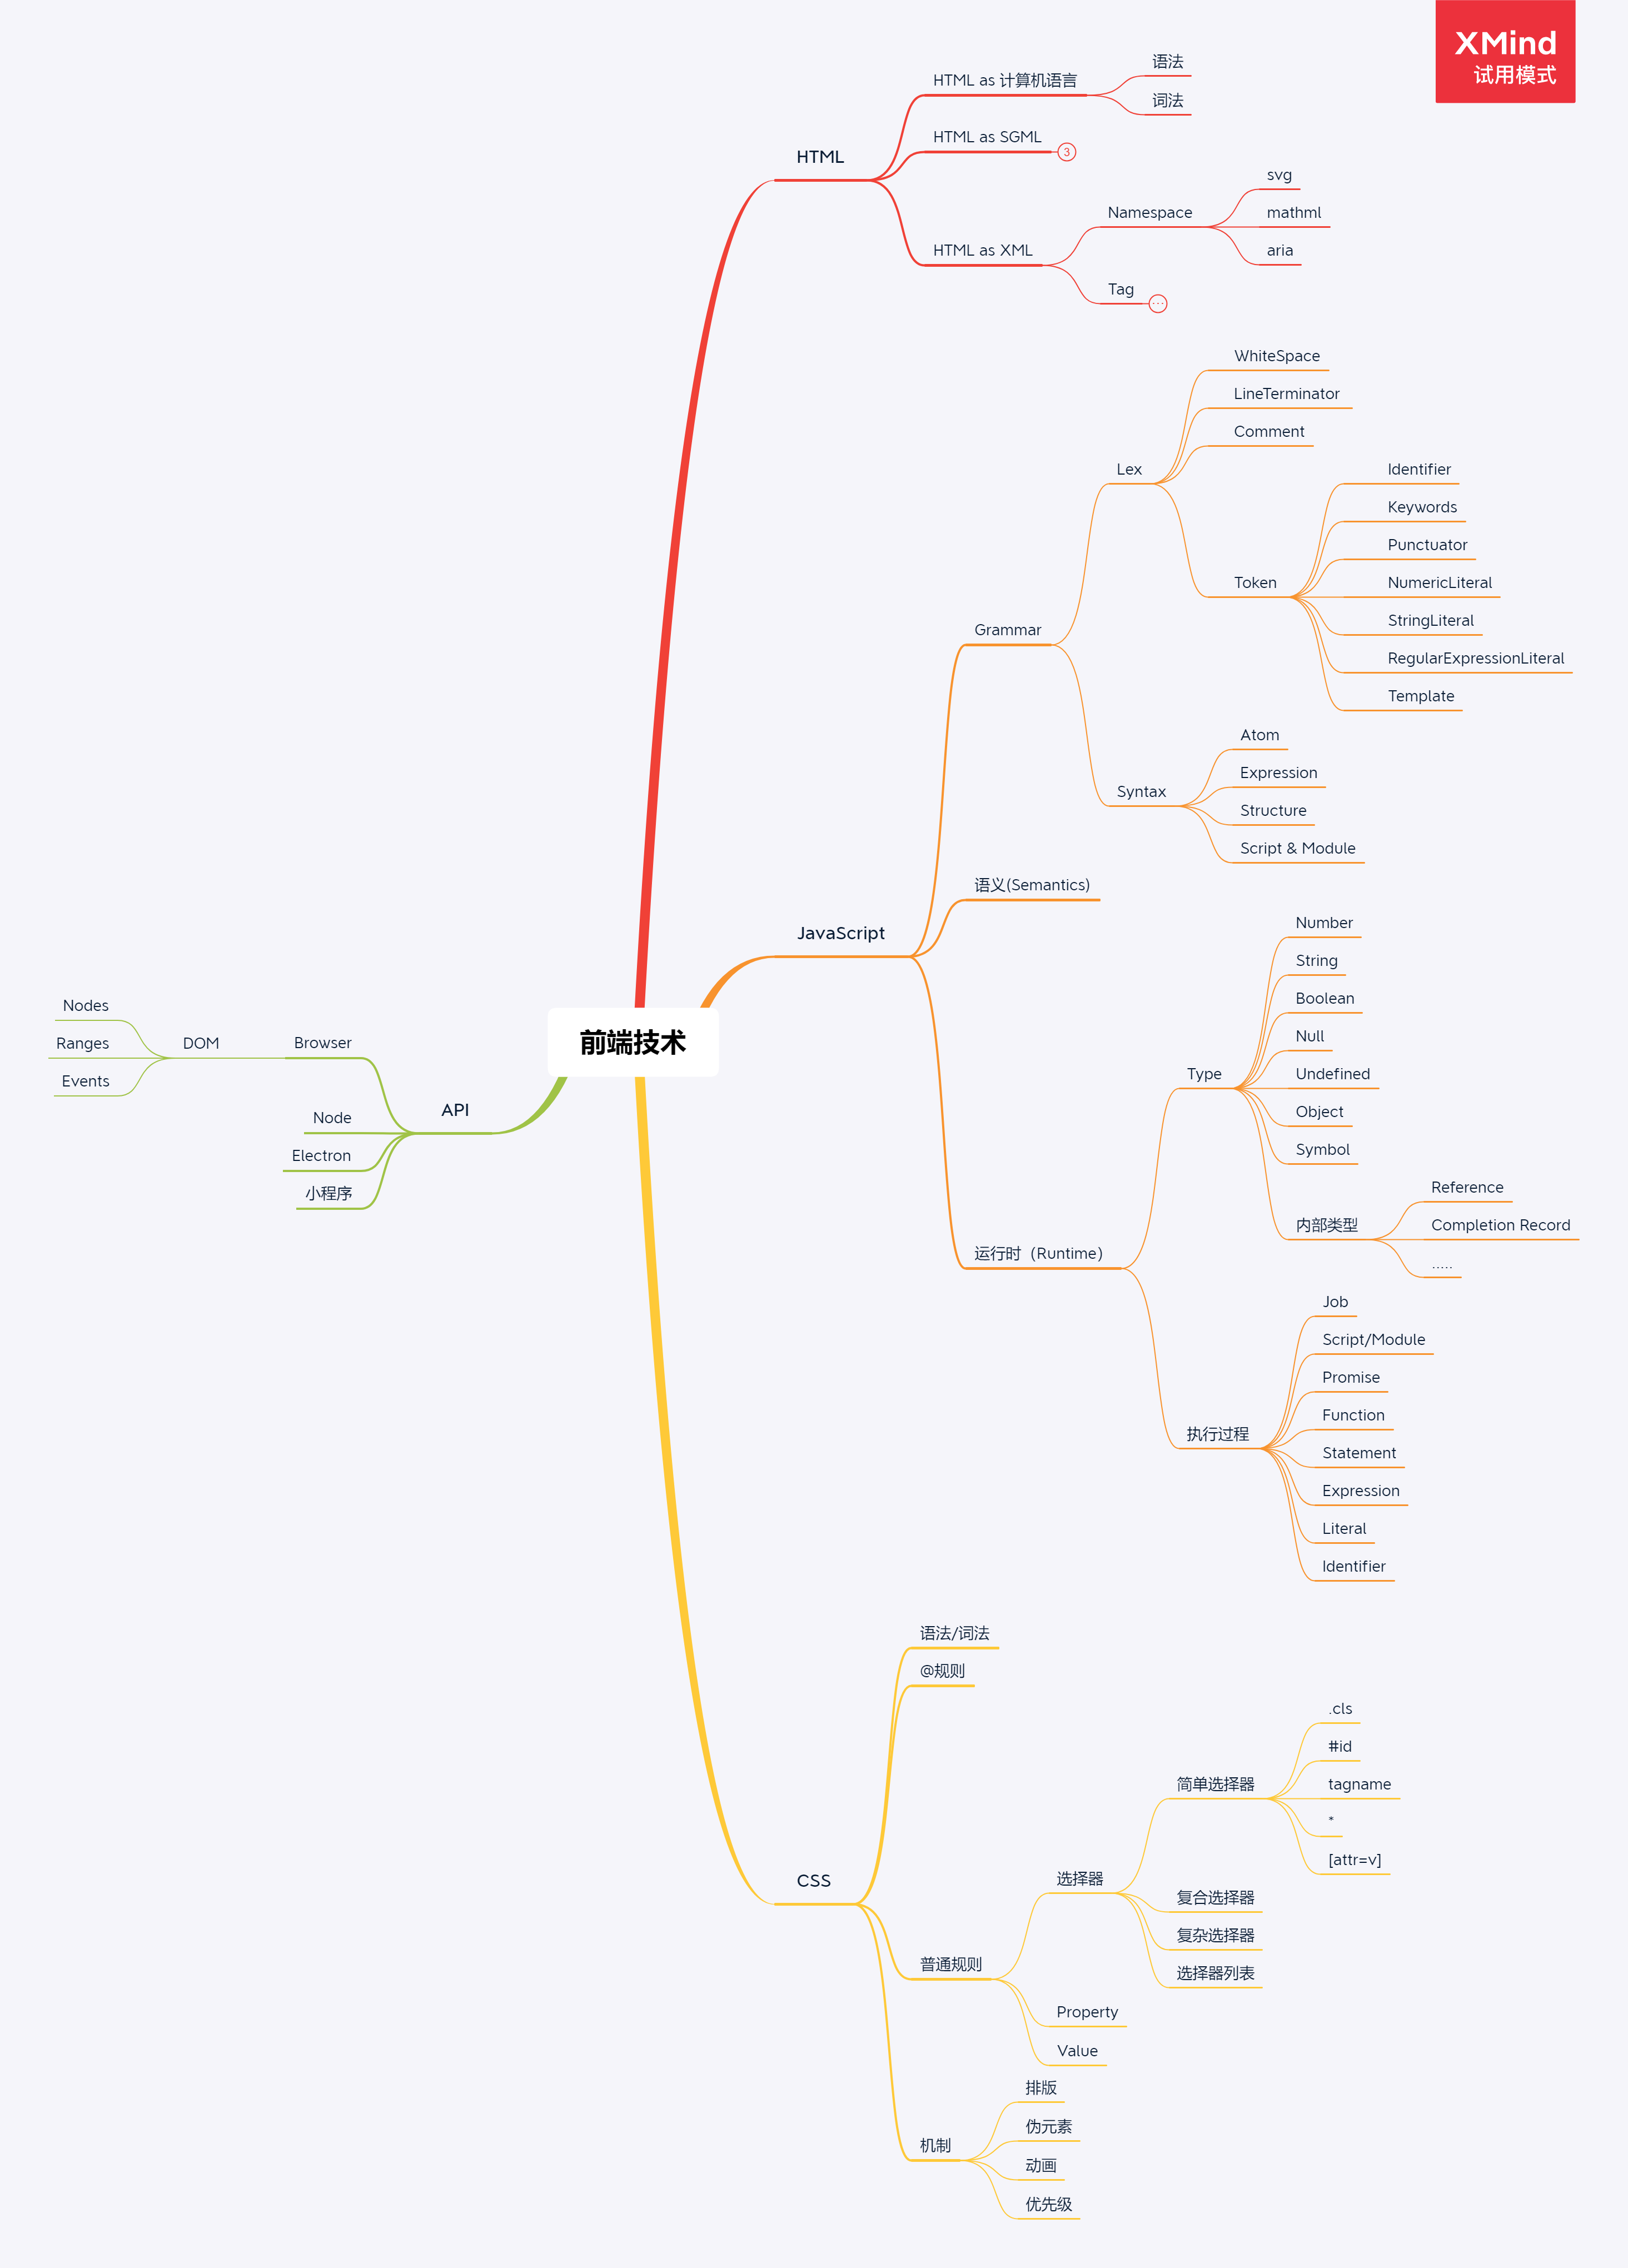 XMind
试用模式
前端技术
HTML
HTML as 计算机语言
语法
词法
HTML as SGML
3
HTML as XML
Namespace
svg
mathml
aria
Tag
...
JavaScript
Grammar
Lex
WhiteSpace
LineTerminator
Comment
Token
Identifier
Keywords
Punctuator
NumericLiteral
StringLiteral
RegularExpressionLiteral
Template
Syntax
Atom
Expression
Structure
Script & Module
语义(Semantics)
运行时（Runtime）
Type
Number
String
Boolean
Null
Undefined
Object
Symbol
内部类型
Reference
Completion Record
.....
执行过程
Job
Script/Module
Promise
Function
Statement
Expression
Literal
Identifier
CSS
语法/词法
@规则
普通规则
选择器
简单选择器
.cls
#id
tagname
*
[attr=v]
复合选择器
复杂选择器
选择器列表
Property
Value
机制
排版
伪元素
动画
优先级
API
Browser
DOM
Nodes
Ranges
Events
Node
Electron
小程序